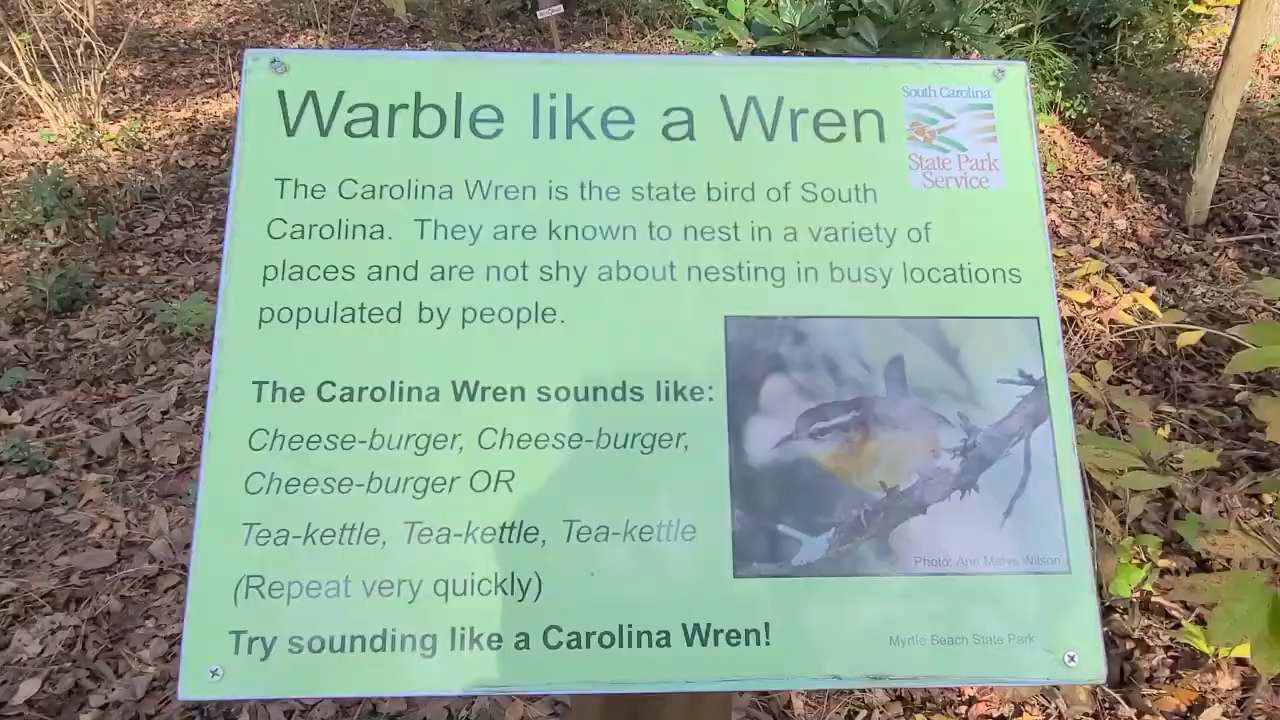 Warble like a Wren
South Carolina
State Park
Service
The Carolina Wren is the state bird of South
Carolina. They are known to nest in a variety of
places and are not shy about nesting in busy locations
populated by people.
The Carolina Wren sounds like:
Cheese-burger, Cheese-burger,
Cheese-burger OR
Tea-kettle, Tea-kettle, Tea-kettle
(Repeat very quickly)
Try sounding like a Carolina Wren!
Photo: Ann Malys Wilson
Myrtle Beach State Park